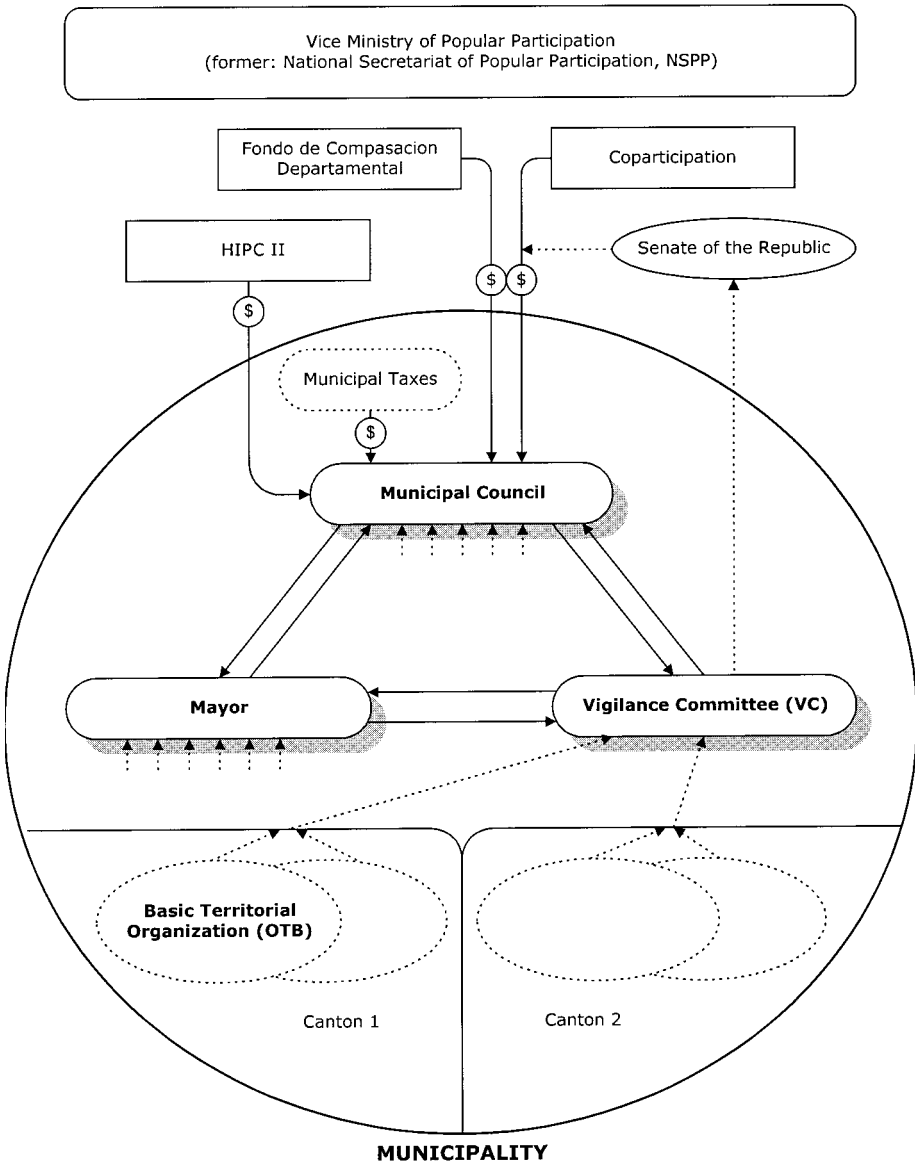 Vice Ministry of Popular Participation
(former: National Secretariat of Popular Participation, NSPP)
Fondo de Compasacion
Departamental
Coparticipation
HIPC II
Senate of the Republic
$
$
$
Municipal Taxes
$
Municipal Council
Mayor
Vigilance Committee (VC)
Basic Territorial
Organization (OTB)
Canton 1
Canton 2
MUNICIPALITY